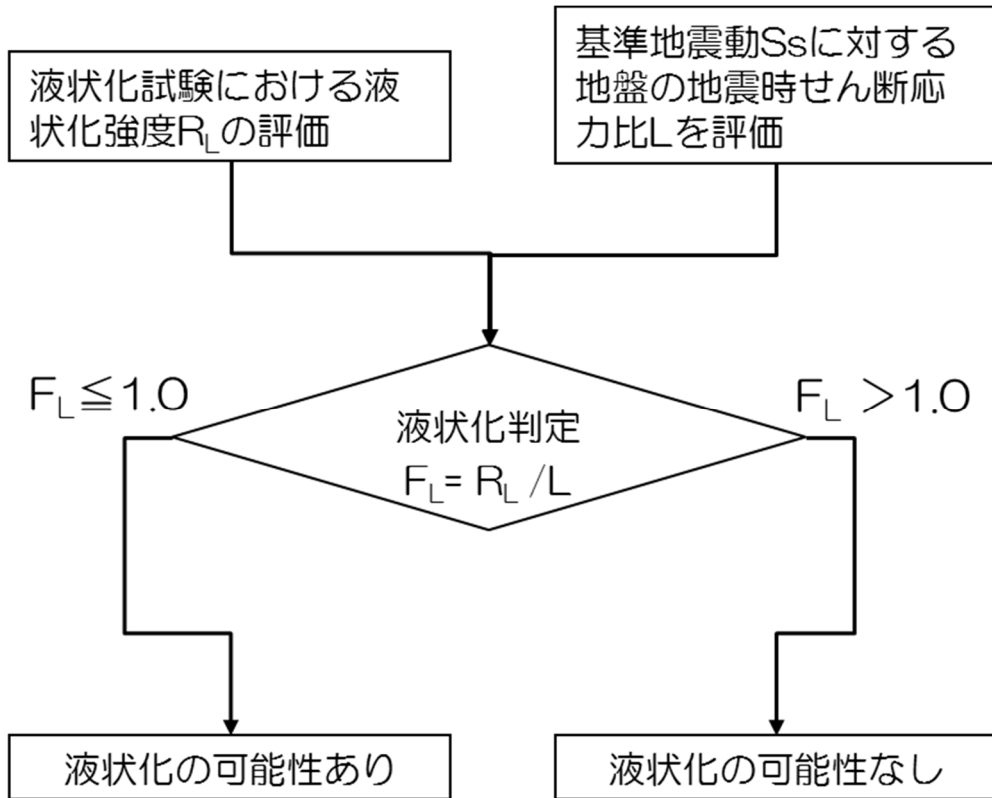 液状化試験における液
状化強度RLの評価
基準地震動Ssに対する
地盤の地震時せん断応
力比Lを評価
FL≦1.0
FL >1.0
液状化判定
FL= RL /L
液状化の可能性あり
液状化の可能性なし